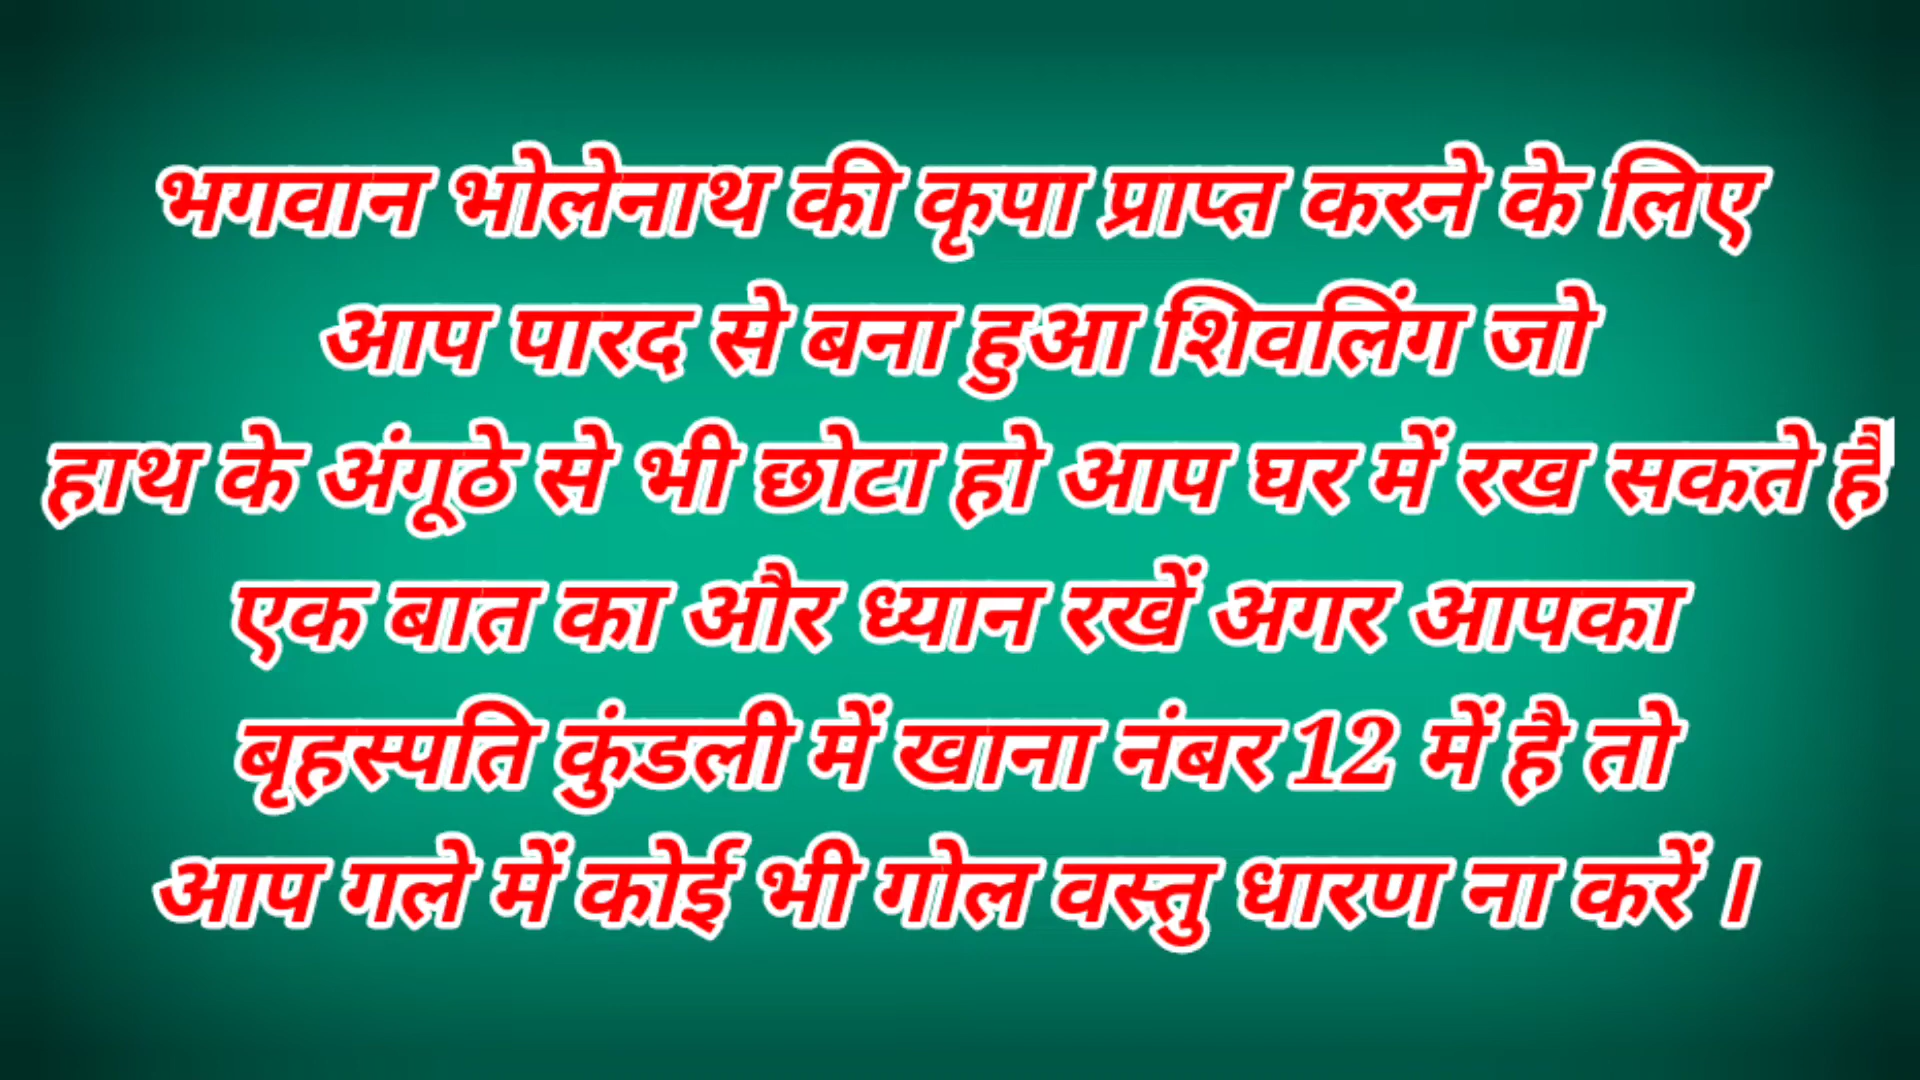 भगवान भोलेनाथ की कृपा प्राप्त करने के लिए
आप पारद से बना हुआ शिवलिंग जो
हाथ के अंगूठे से भी छोटा हो आप घर में रख सकते हैं
एक बात का और ध्यान रखें अगर आपका
बृहस्पति कुंडली में खाना नंबर 12 में है तो
आप गले में कोई भी गोल वस्तु धारण ना करें ।